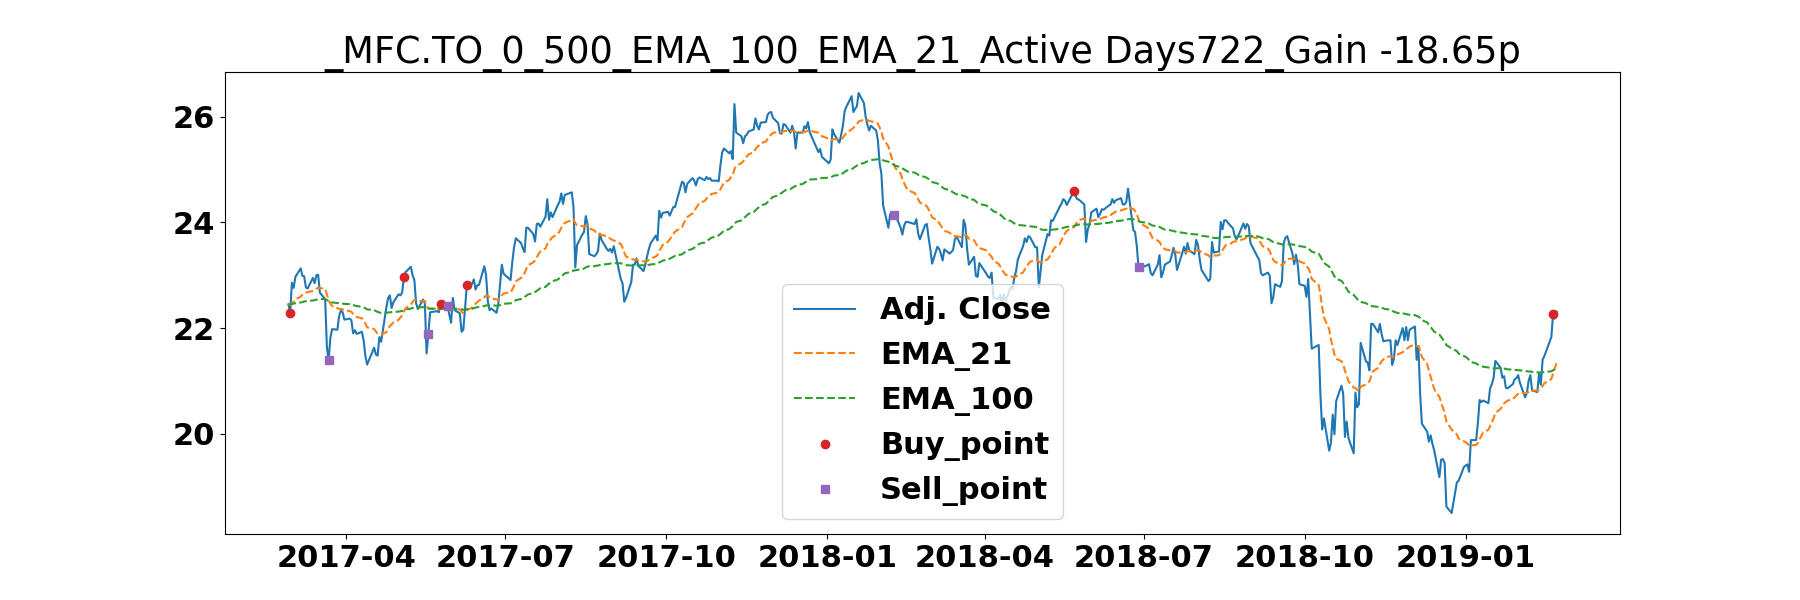 _MFC.TO_0_500_EMA_100_EMA_21_Active Days722_Gain -18.65p
26
24
22
20
Adj. Close
EMA_21
EMA_100
Buy_point
Sell_point
2017-04 2017-07 2017-10 2018-01 2018-04 2018-07 2018-10 2019-01